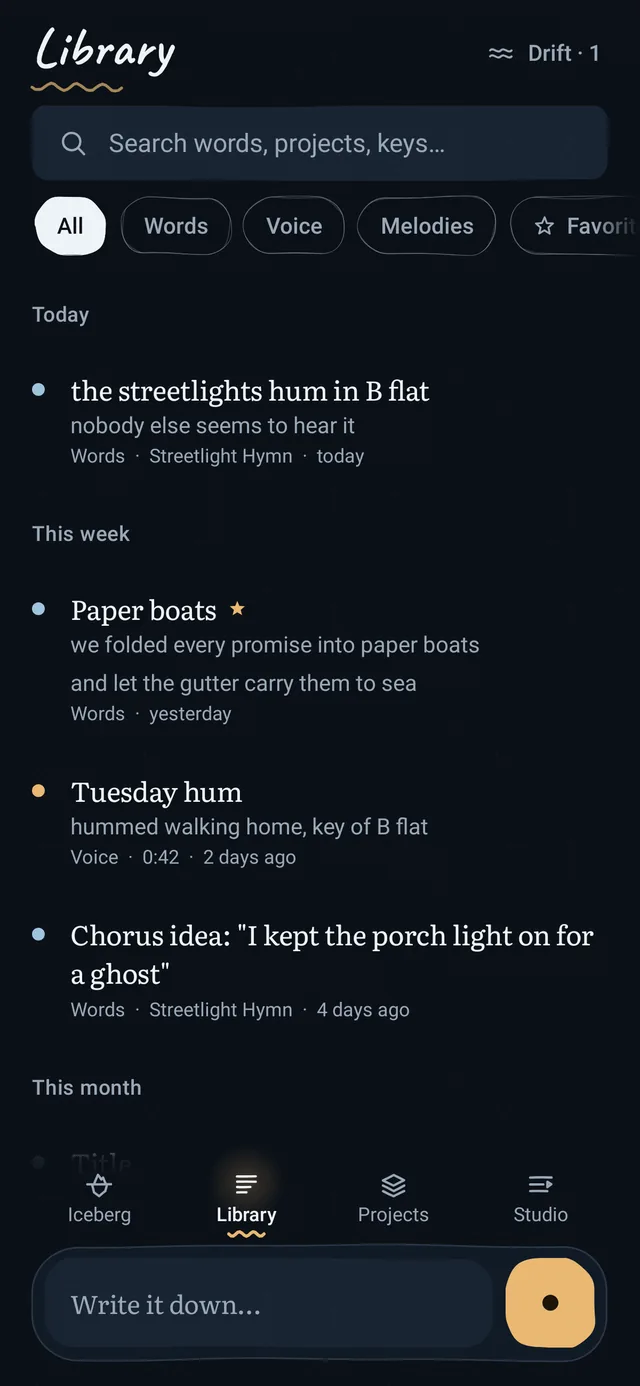 Library
Drift · 1
Search words, projects, keys…
All
Words
Voice
Melodies
Favorit
Today
the streetlights hum in B flat
nobody else seems to hear it
Words · Streetlight Hymn · today
This week
Paper boats
we folded every promise into paper boats
and let the gutter carry them to sea
Words · yesterday
Tuesday hum
hummed walking home, key of B flat
Voice · 0:42 · 2 days ago
Chorus idea: "I kept the porch light on for
a ghost"
Words · Streetlight Hymn · 4 days ago
This month
Title
Iceberg
Library
Projects
Studio
Write it down…